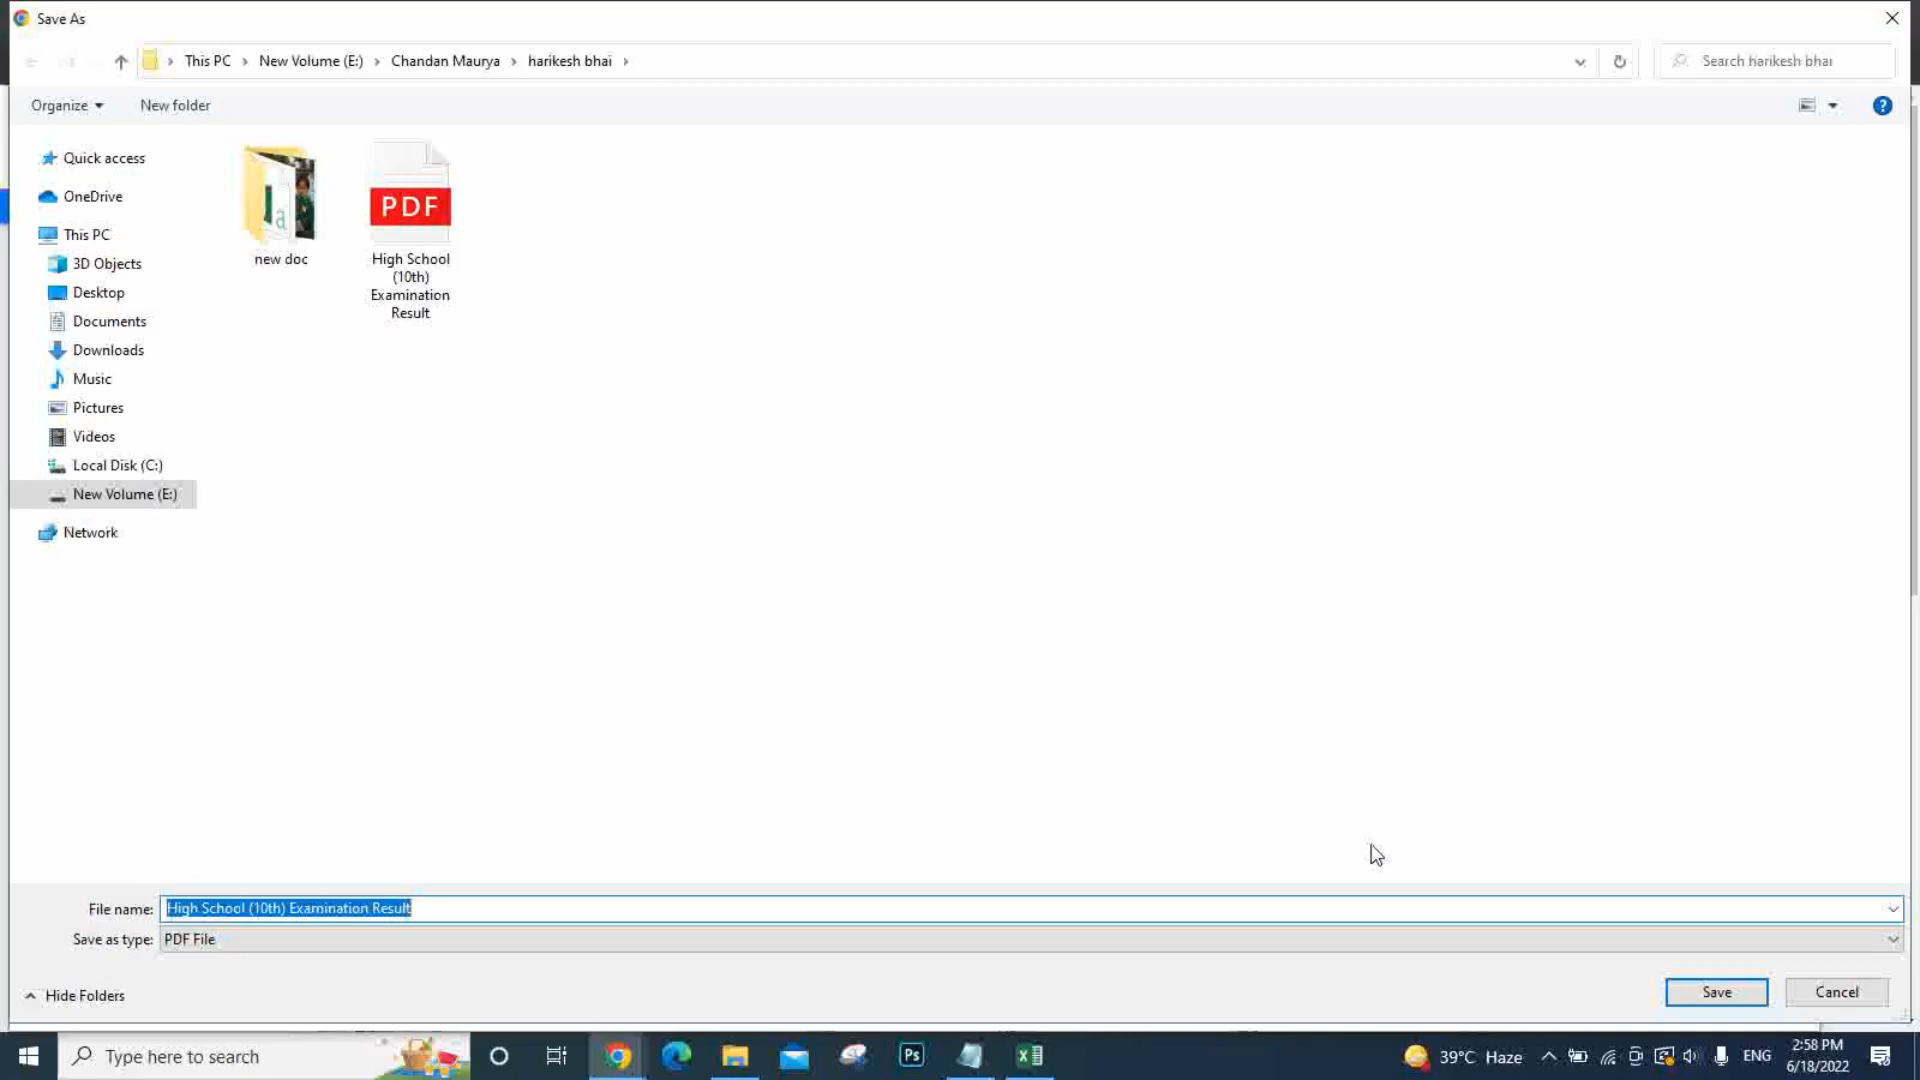 Save As
This PC > New Volume (E:) > Chandan Maurya > harikesh bhai >
Search harikesh bhai
Organize
New folder
Quick access
OneDrive
This PC
3D Objects
Desktop
Documents
Downloads
Music
Pictures
Videos
Local Disk (C:)
New Volume (E:)
Network
a
new doc
PDF
High School
(10th)
Examination
Result
File name: High School (10th) Examination Result
Save as type: PDF File
Hide Folders
Save
Cancel
Type here to search
Ps
39°C Haze
ENG
2:58 PM
6/18/2022